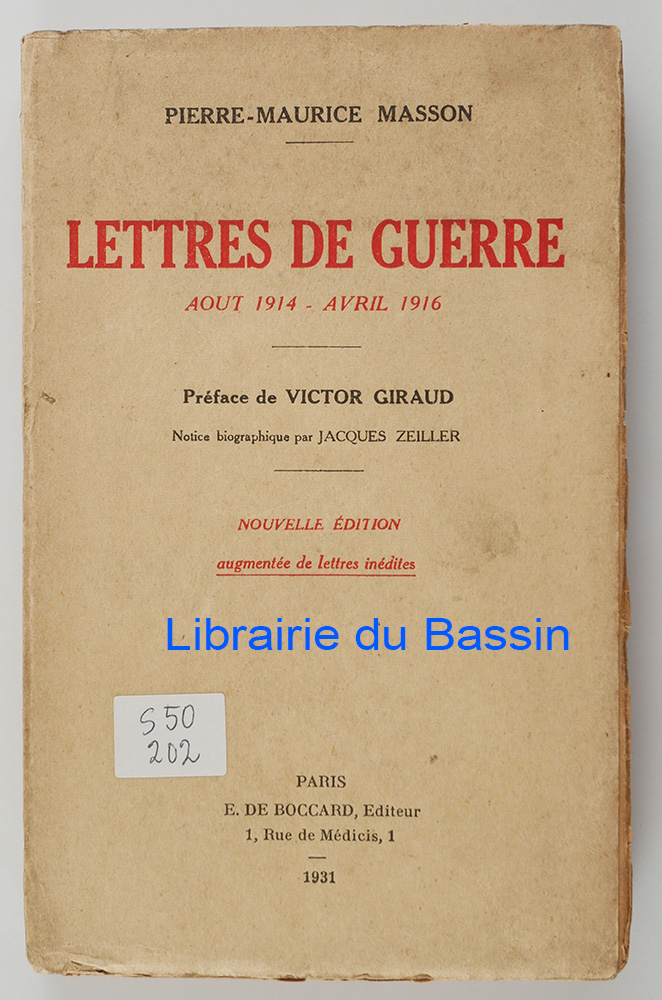 PIERRE-MAURICE MASSON
LETTRES DE GUERRE
AOUT 1914 - AVRIL 1916
Préface de VICTOR GIRAUD
Notice biographique par JACQUES ZEILLER
NOUVELLE ÉDITION
augmentée de lettres inédites
Librairie du Bassin
S 50
202
PARIS
E. DE BOCCARD, Editeur
1, Rue de Médicis, 1
1931